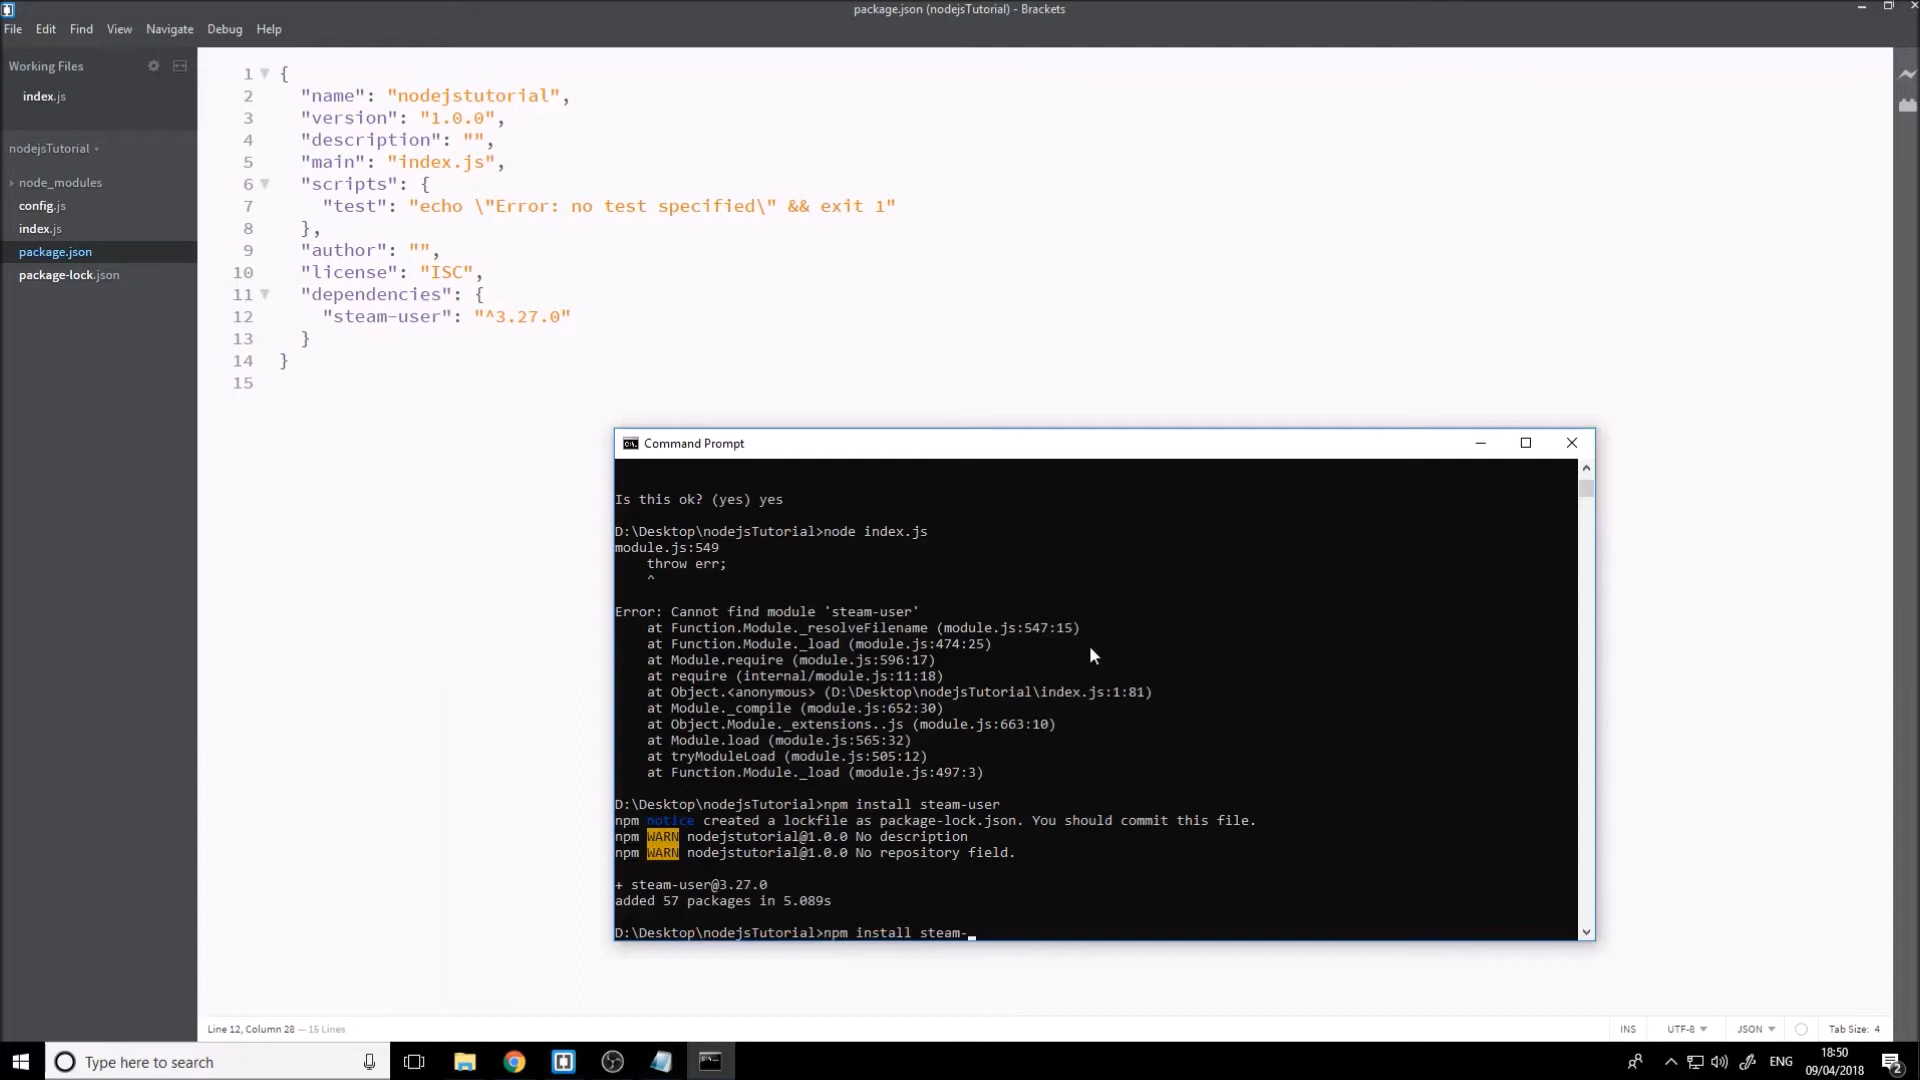 package.json (nodejsTutorial) - Brackets
File Edit Find View Navigate Debug Help
Working Files
index.js
nodejsTutorial
node_modules
config.js
index.js
package.json
package-lock.json
1 {
2 "name": "nodejstutorial",
3 "version": "1.0.0",
4 "description": "",
5 "main": "index.js",
6 "scripts": {
7 "test": "echo \"Error: no test specified\" && exit 1"
8 },
9 "author": "",
10 "license": "ISC",
11 "dependencies": {
12 "steam-user": "^3.27.0"
13 }
14 }
15
Command Prompt
Is this ok? (yes) yes
D:\Desktop\nodejsTutorial>node index.js
module.js:549
throw err;
^
Error: Cannot find module 'steam-user'
at Function.Module._resolveFilename (module.js:547:15)
at Function.Module._load (module.js:474:25)
at Module.require (module.js:596:17)
at require (internal/module.js:11:18)
at Object.<anonymous> (D:\Desktop\nodejsTutorial\index.js:1:81)
at Module._compile (module.js:652:30)
at Object.Module._extensions..js (module.js:663:10)
at Module.load (module.js:565:32)
at tryModuleLoad (module.js:505:12)
at Function.Module._load (module.js:497:3)
D:\Desktop\nodejsTutorial>npm install steam-user
npm notice created a lockfile as package-lock.json. You should commit this file.
npm WARN nodejstutorial@1.0.0 No description
npm WARN nodejstutorial@1.0.0 No repository field.
+ steam-user@3.27.0
added 57 packages in 5.089s
D:\Desktop\nodejsTutorial>npm install steam-_
Line 12, Column 28 — 15 Lines
INS UTF-8 JSON Tab Size: 4
Type here to search
ENG
18:50
09/04/2018
2